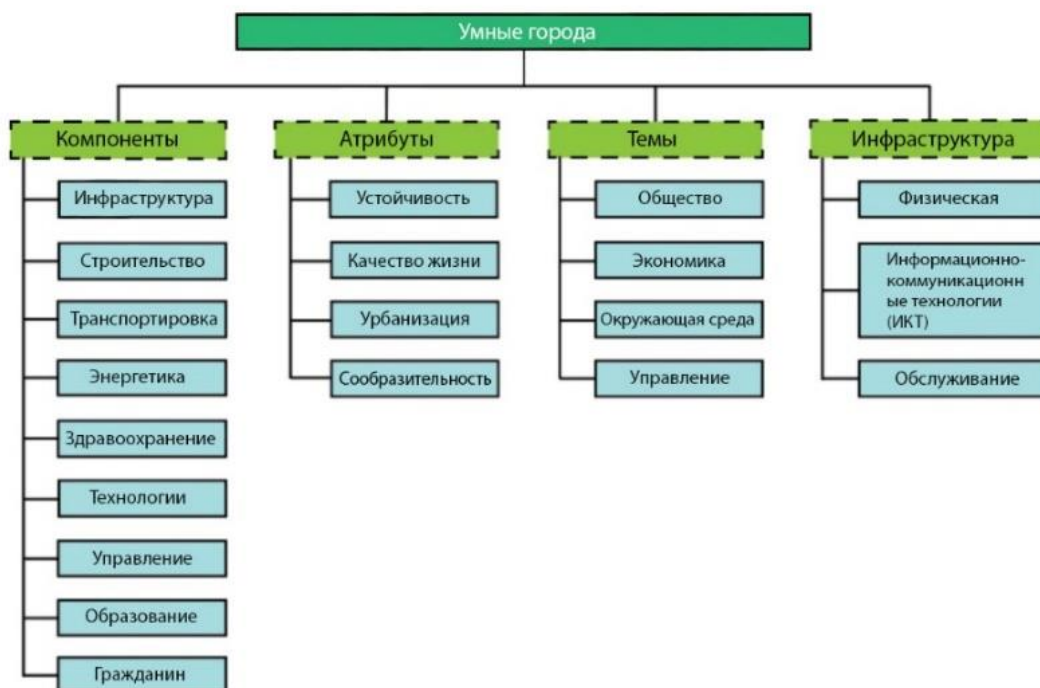 Умные города
Компоненты
Инфраструктура
Строительство
Транспортировка
Энергетика
Здравоохранение
Технологии
Управление
Образование
Гражданин
Атрибуты
Устойчивость
Качество жизни
Урбанизация
Сообразительность
Темы
Общество
Экономика
Окружающая среда
Управление
Инфраструктура
Физическая
Информационно-
коммуникационн
ые технологии
(ИКТ)
Обслуживание